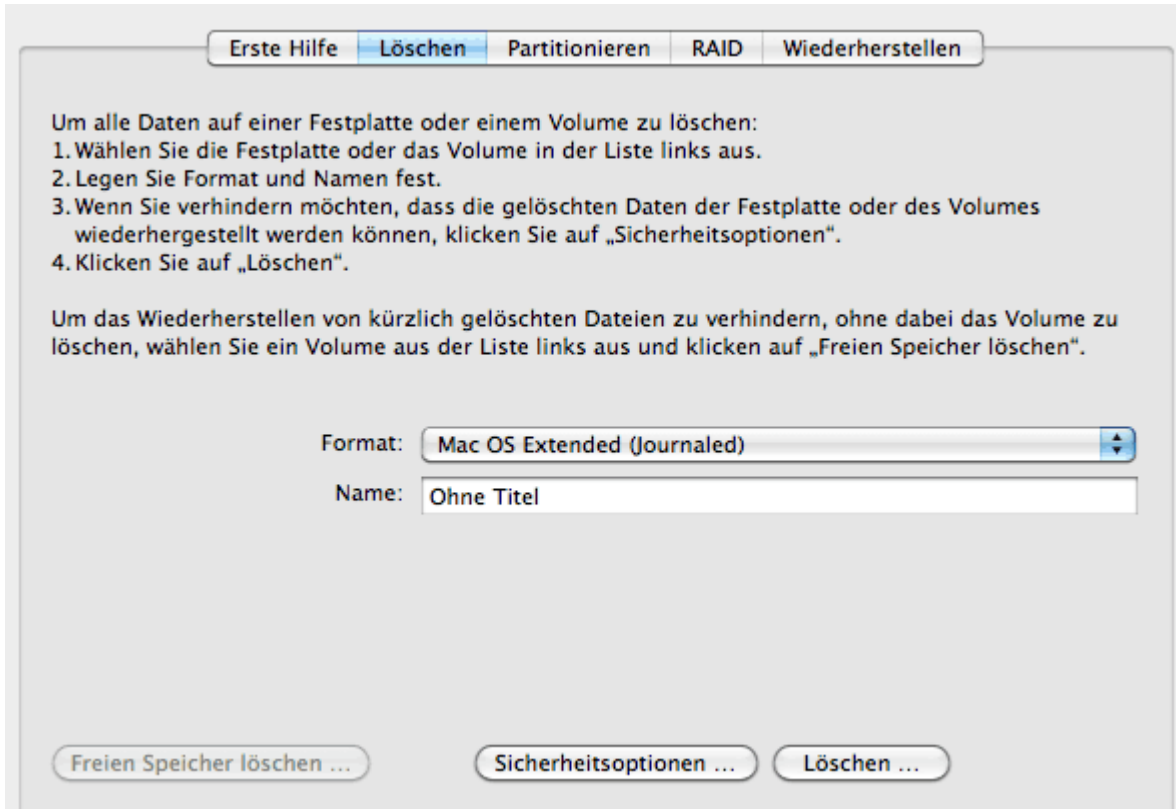 Erste Hilfe Löschen Partitionieren RAID Wiederherstellen
Um alle Daten auf einer Festplatte oder einem Volume zu löschen:
1. Wählen Sie die Festplatte oder das Volume in der Liste links aus.
2. Legen Sie Format und Namen fest.
3. Wenn Sie verhindern möchten, dass die gelöschten Daten der Festplatte oder des Volumes
wiederhergestellt werden können, klicken Sie auf „Sicherheitsoptionen“.
4. Klicken Sie auf „Löschen“.
Um das Wiederherstellen von kürzlich gelöschten Dateien zu verhindern, ohne dabei das Volume zu
löschen, wählen Sie ein Volume aus der Liste links aus und klicken auf „Freien Speicher löschen“.
Format: Mac OS Extended (Journaled)
Name: Ohne Titel
Freien Speicher löschen ... Sicherheitsoptionen ... Löschen ...